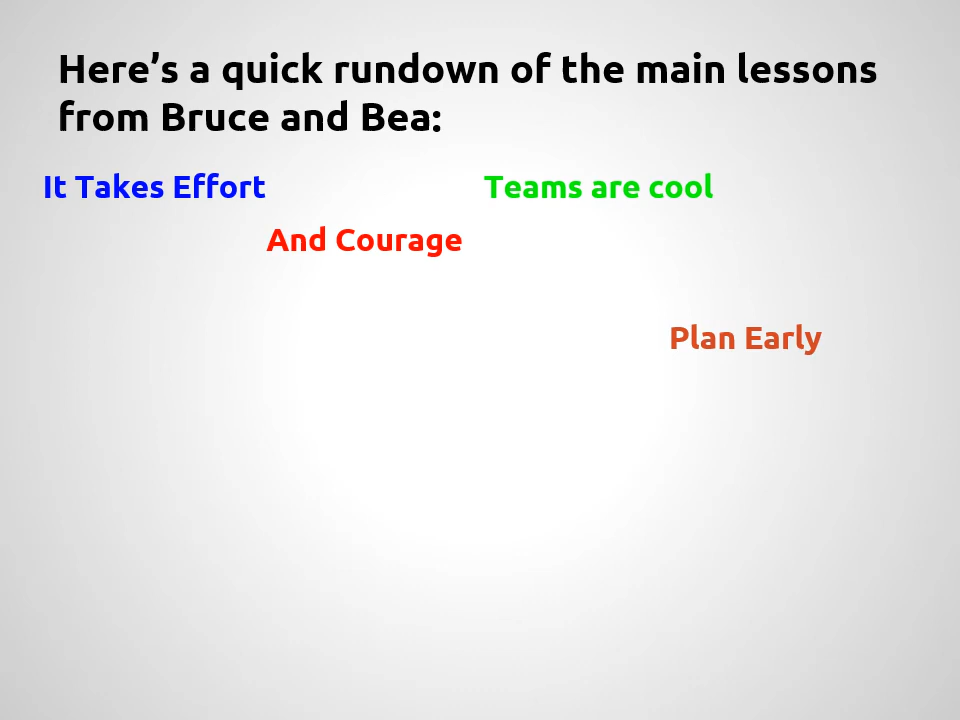 Here’s a quick rundown of the main lessons
from Bruce and Bea:
It Takes Effort
Teams are cool
And Courage
Plan Early